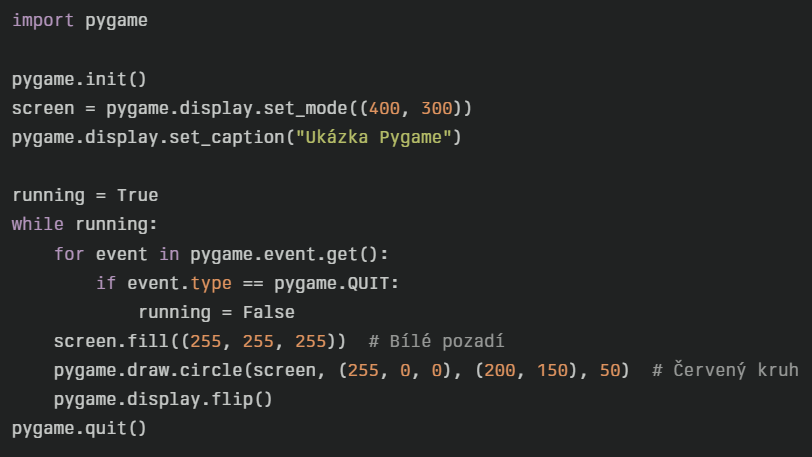 import pygame

pygame.init()
screen = pygame.display.set_mode((400, 300))
pygame.display.set_caption("Ukázka Pygame")

running = True
while running:
    for event in pygame.event.get():
        if event.type == pygame.QUIT:
            running = False
    screen.fill((255, 255, 255))  # Bílé pozadí
    pygame.draw.circle(screen, (255, 0, 0), (200, 150), 50)  # Červený kruh
    pygame.display.flip()
pygame.quit()